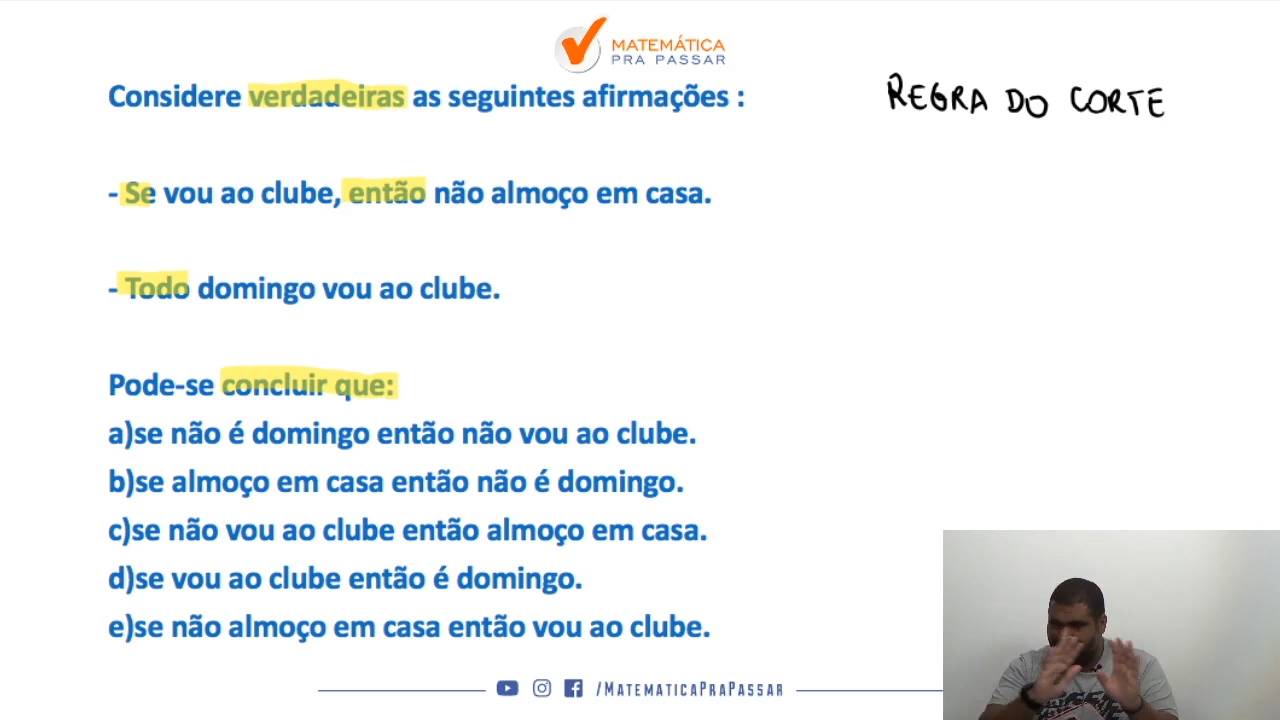 MATEMÁTICA
PRA PASSAR
Considere verdadeiras as seguintes afirmações :
REGRA DO CORTE
- Se vou ao clube, então não almoço em casa.
- Todo domingo vou ao clube.
Pode-se concluir que:
a)se não é domingo então não vou ao clube.
b)se almoço em casa então não é domingo.
c)se não vou ao clube então almoço em casa.
d)se vou ao clube então é domingo.
e)se não almoço em casa então vou ao clube.
/MatematicaPraPassar